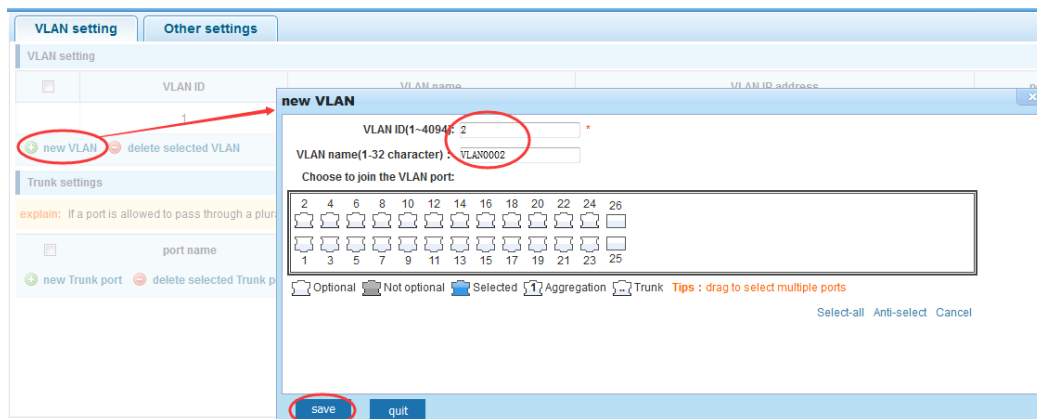 VLAN setting Other settings
VLAN setting
VLAN ID VLAN name VLAN IP address
1
new VLAN delete selected VLAN
Trunk settings
explain: If a port is allowed to pass through a
port name
new Trunk port delete selected Trunk
new VLAN
VLAN ID(1~4094): 2 *
VLAN name(1-32 character) : VLAN0002
Choose to join the VLAN port:
2 4 6 8 10 12 14 16 18 20 22 24 26
1 3 5 7 9 11 13 15 17 19 21 23 25
Optional Not optional Selected 1 Aggregation Trunk Tips : drag to select multiple ports
Select-all Anti-select Cancel
save quit